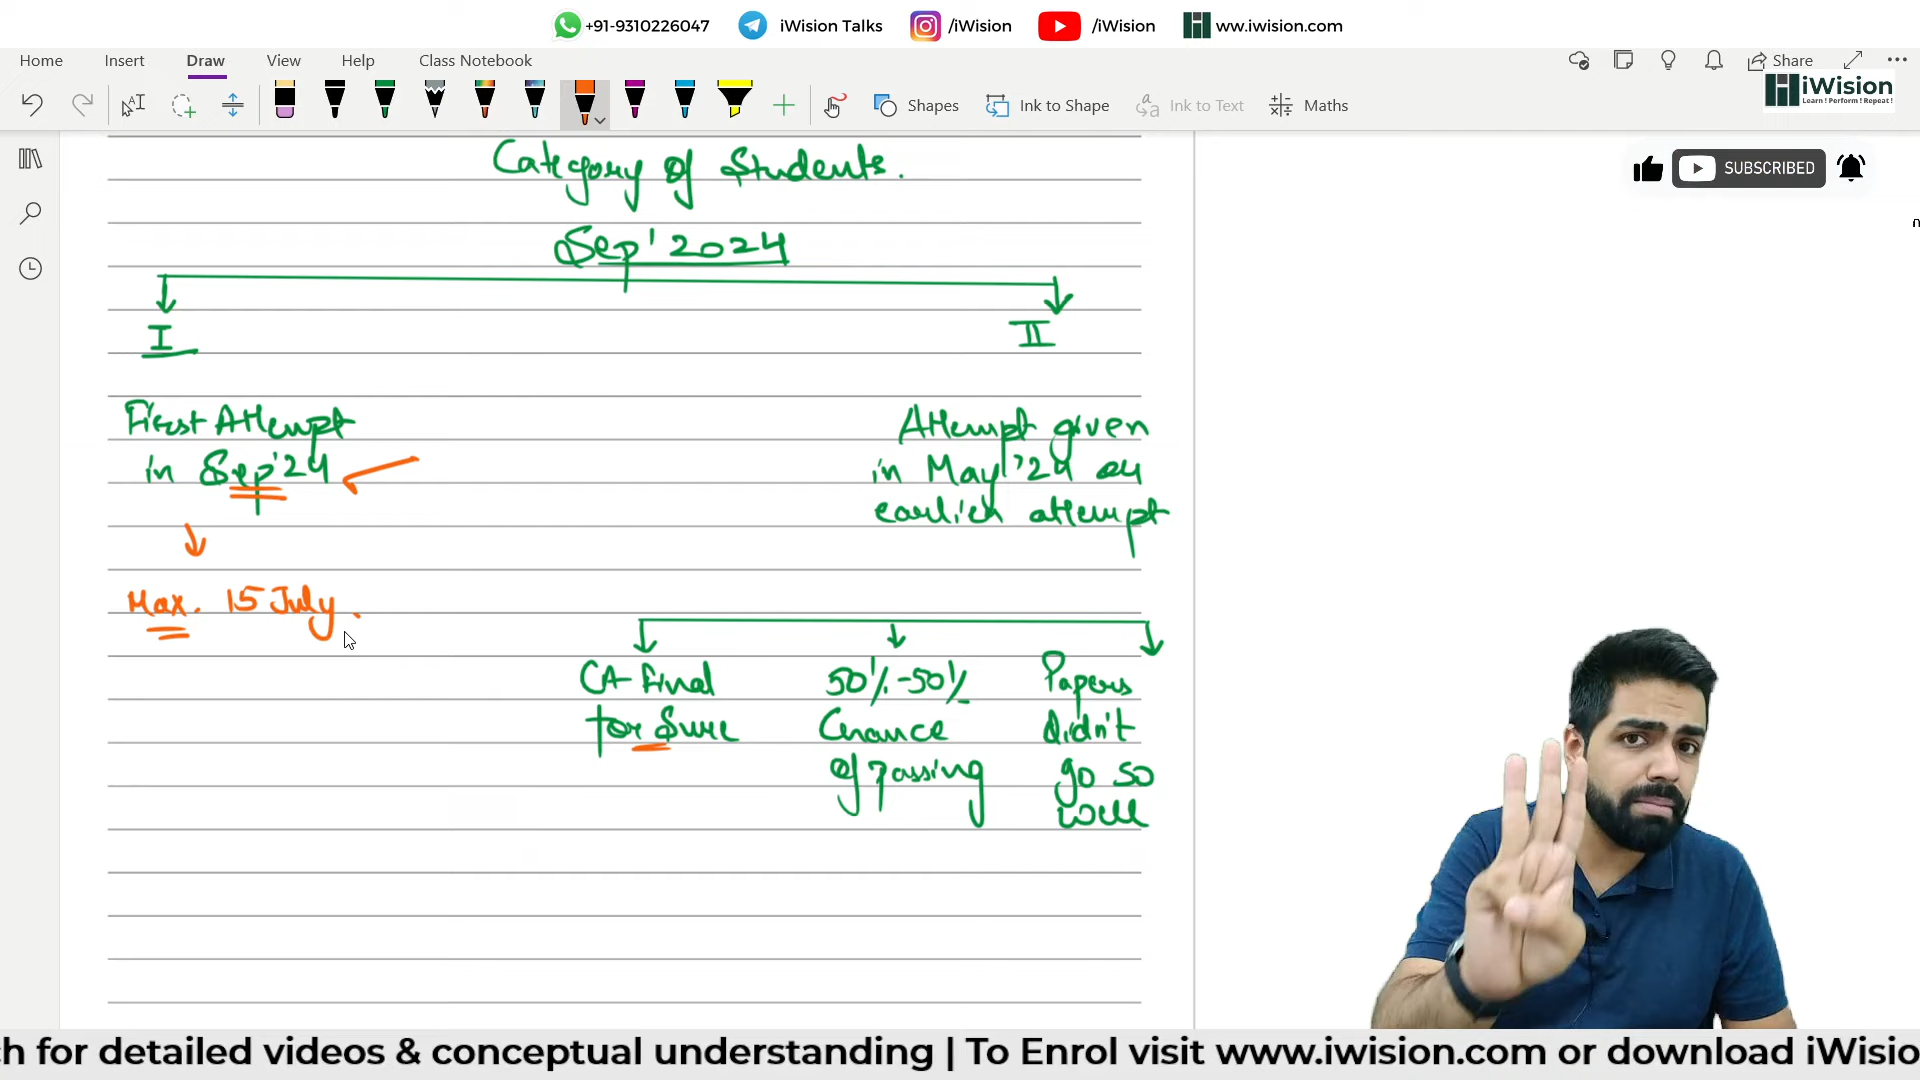 +91-9310226047 iWision Talks /iWision /iWision ww.iwision.com
Home Insert Draw View Help Class Notebook Share
Shapes Ink to Shape Ink to Text Maths
iWision
Learn ! Perform ! Repeat !
SUBSCRIBED
Category of Students.
Sep' 2024
I II
First Attempt
in Sep'24
Attempt given
in May'24 or
earlier attempt
Max. 15 July.
CA Final
for Sure
50%-50%
Chance
of passing
Papers
didn't
go so
well
h for detailed videos & conceptual understanding | To Enrol visit www.iwision.com or download iWisio